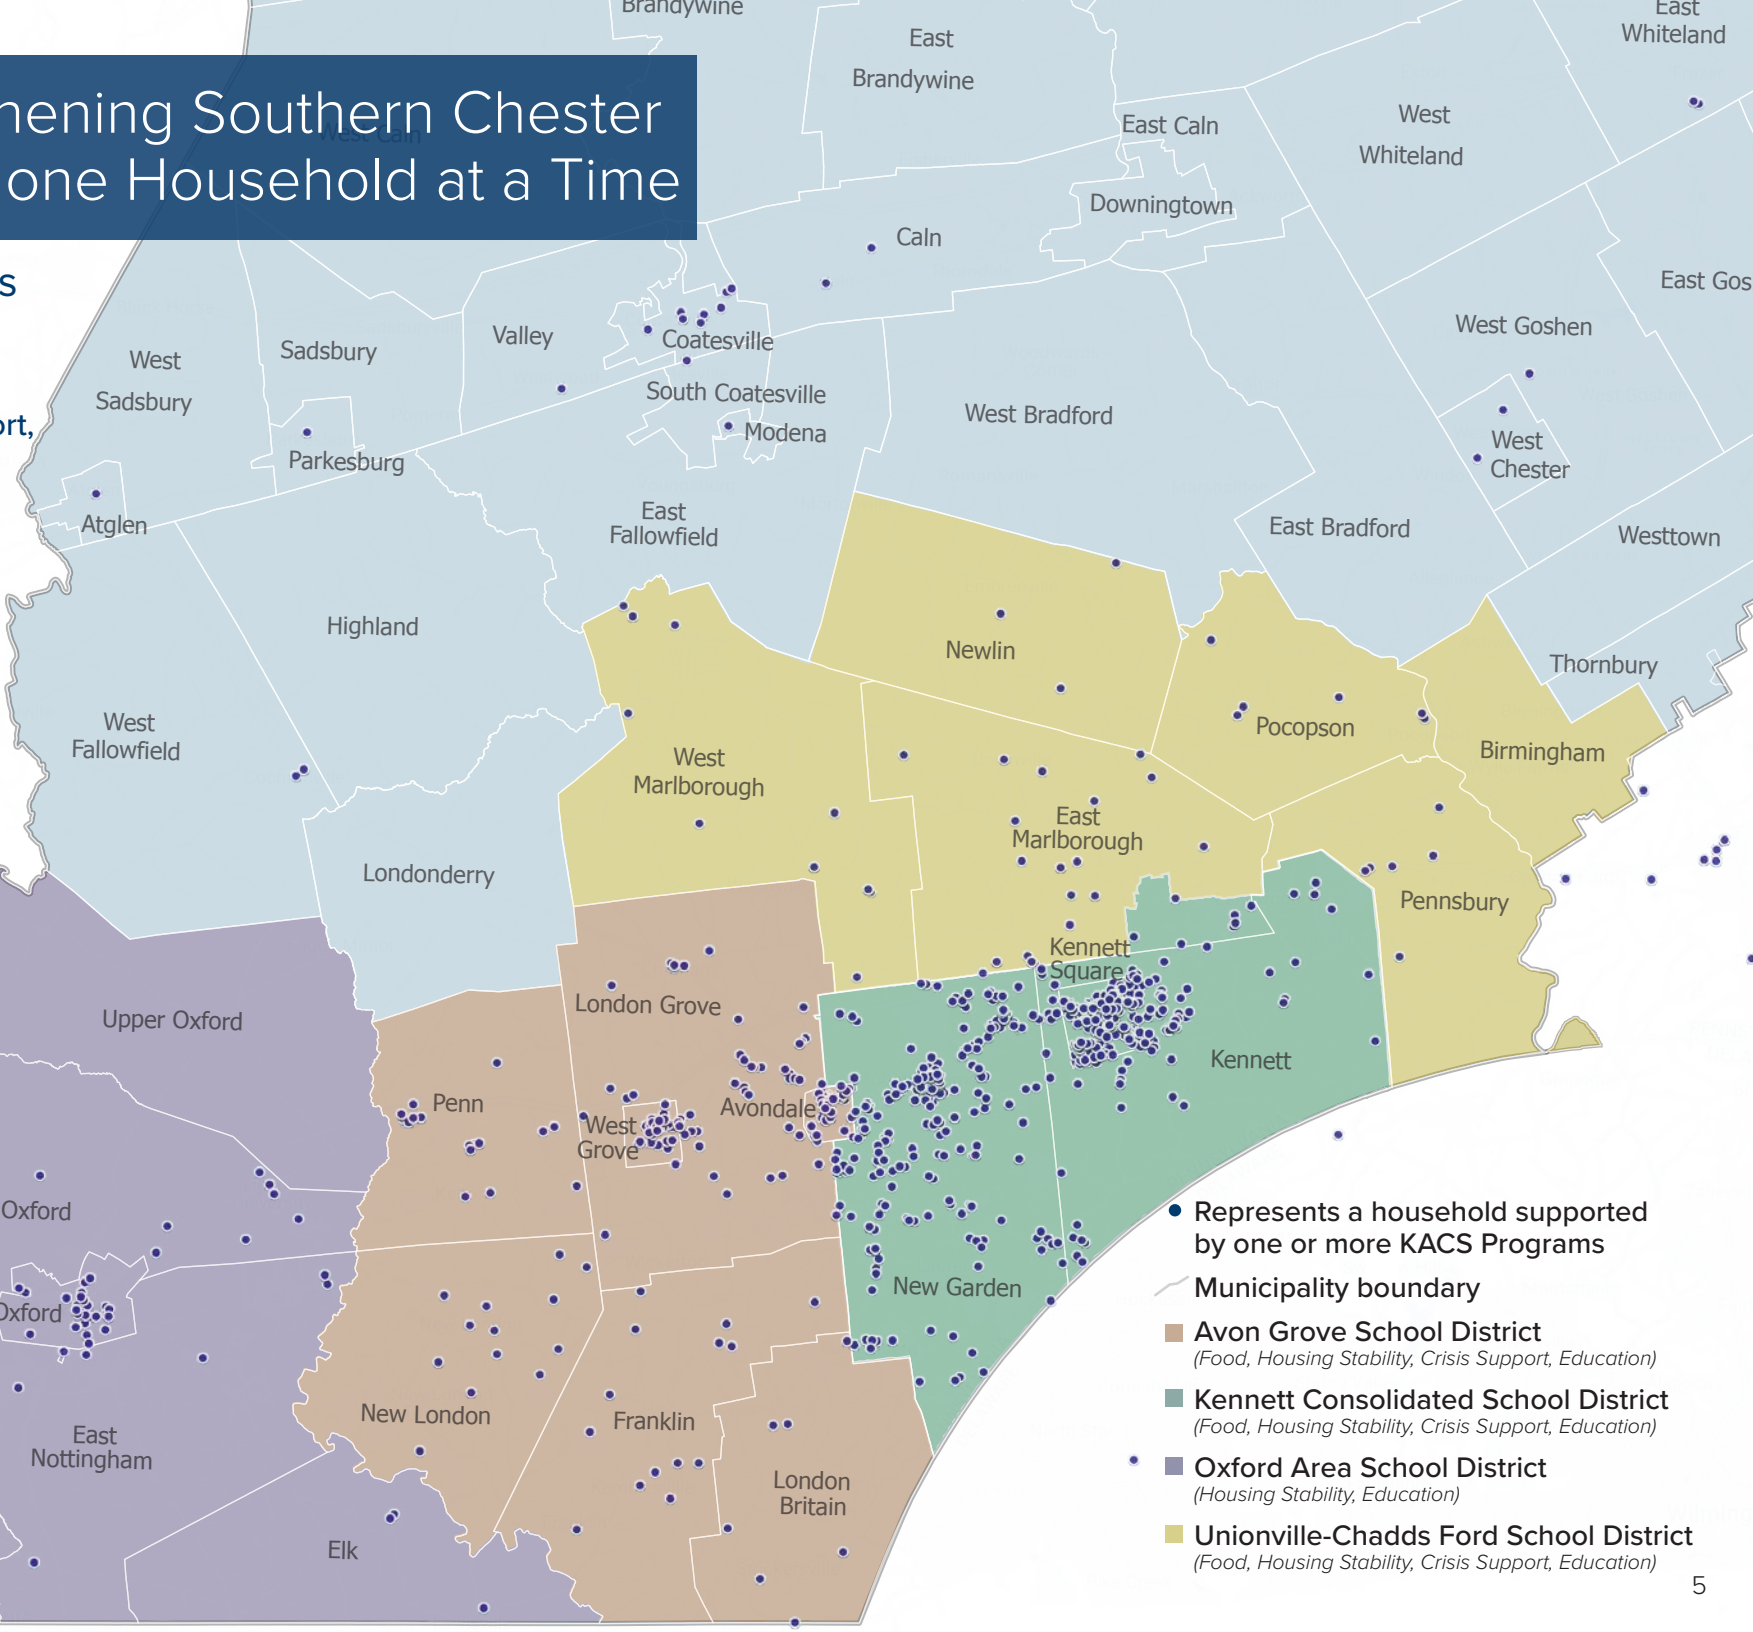 Brandywine
East
Whiteland
East
Brandywine
hening Southern Chester
one Household at a Time
West Caln
East Caln
West
Whiteland
Downingtown
Caln
s
East Gos
West Goshen
Valley
Coatesville
Sadsbury
West
Sadsbury
South Coatesville
West Bradford
ort,
Modena
Parkesburg
West
Chester
Atglen
East
Fallowfield
East Bradford
Westtown
Highland
Newlin
Thornbury
West
Fallowfield
Pocopson
Birmingham
West
Marlborough
East
Marlborough
Londonderry
Pennsbury
Kennett
Square
London Grove
Upper Oxford
Kennett
Penn
Avondale
West
Grove
Oxford
New Garden
Oxford
New London
Franklin
East
Nottingham
London
Britain
Elk
Represents a household supported
by one or more KACS Programs
Municipality boundary
Avon Grove School District
(Food, Housing Stability, Crisis Support, Education)
Kennett Consolidated School District
(Food, Housing Stability, Crisis Support, Education)
Oxford Area School District
(Housing Stability, Education)
Unionville-Chadds Ford School District
(Food, Housing Stability, Crisis Support, Education)
5